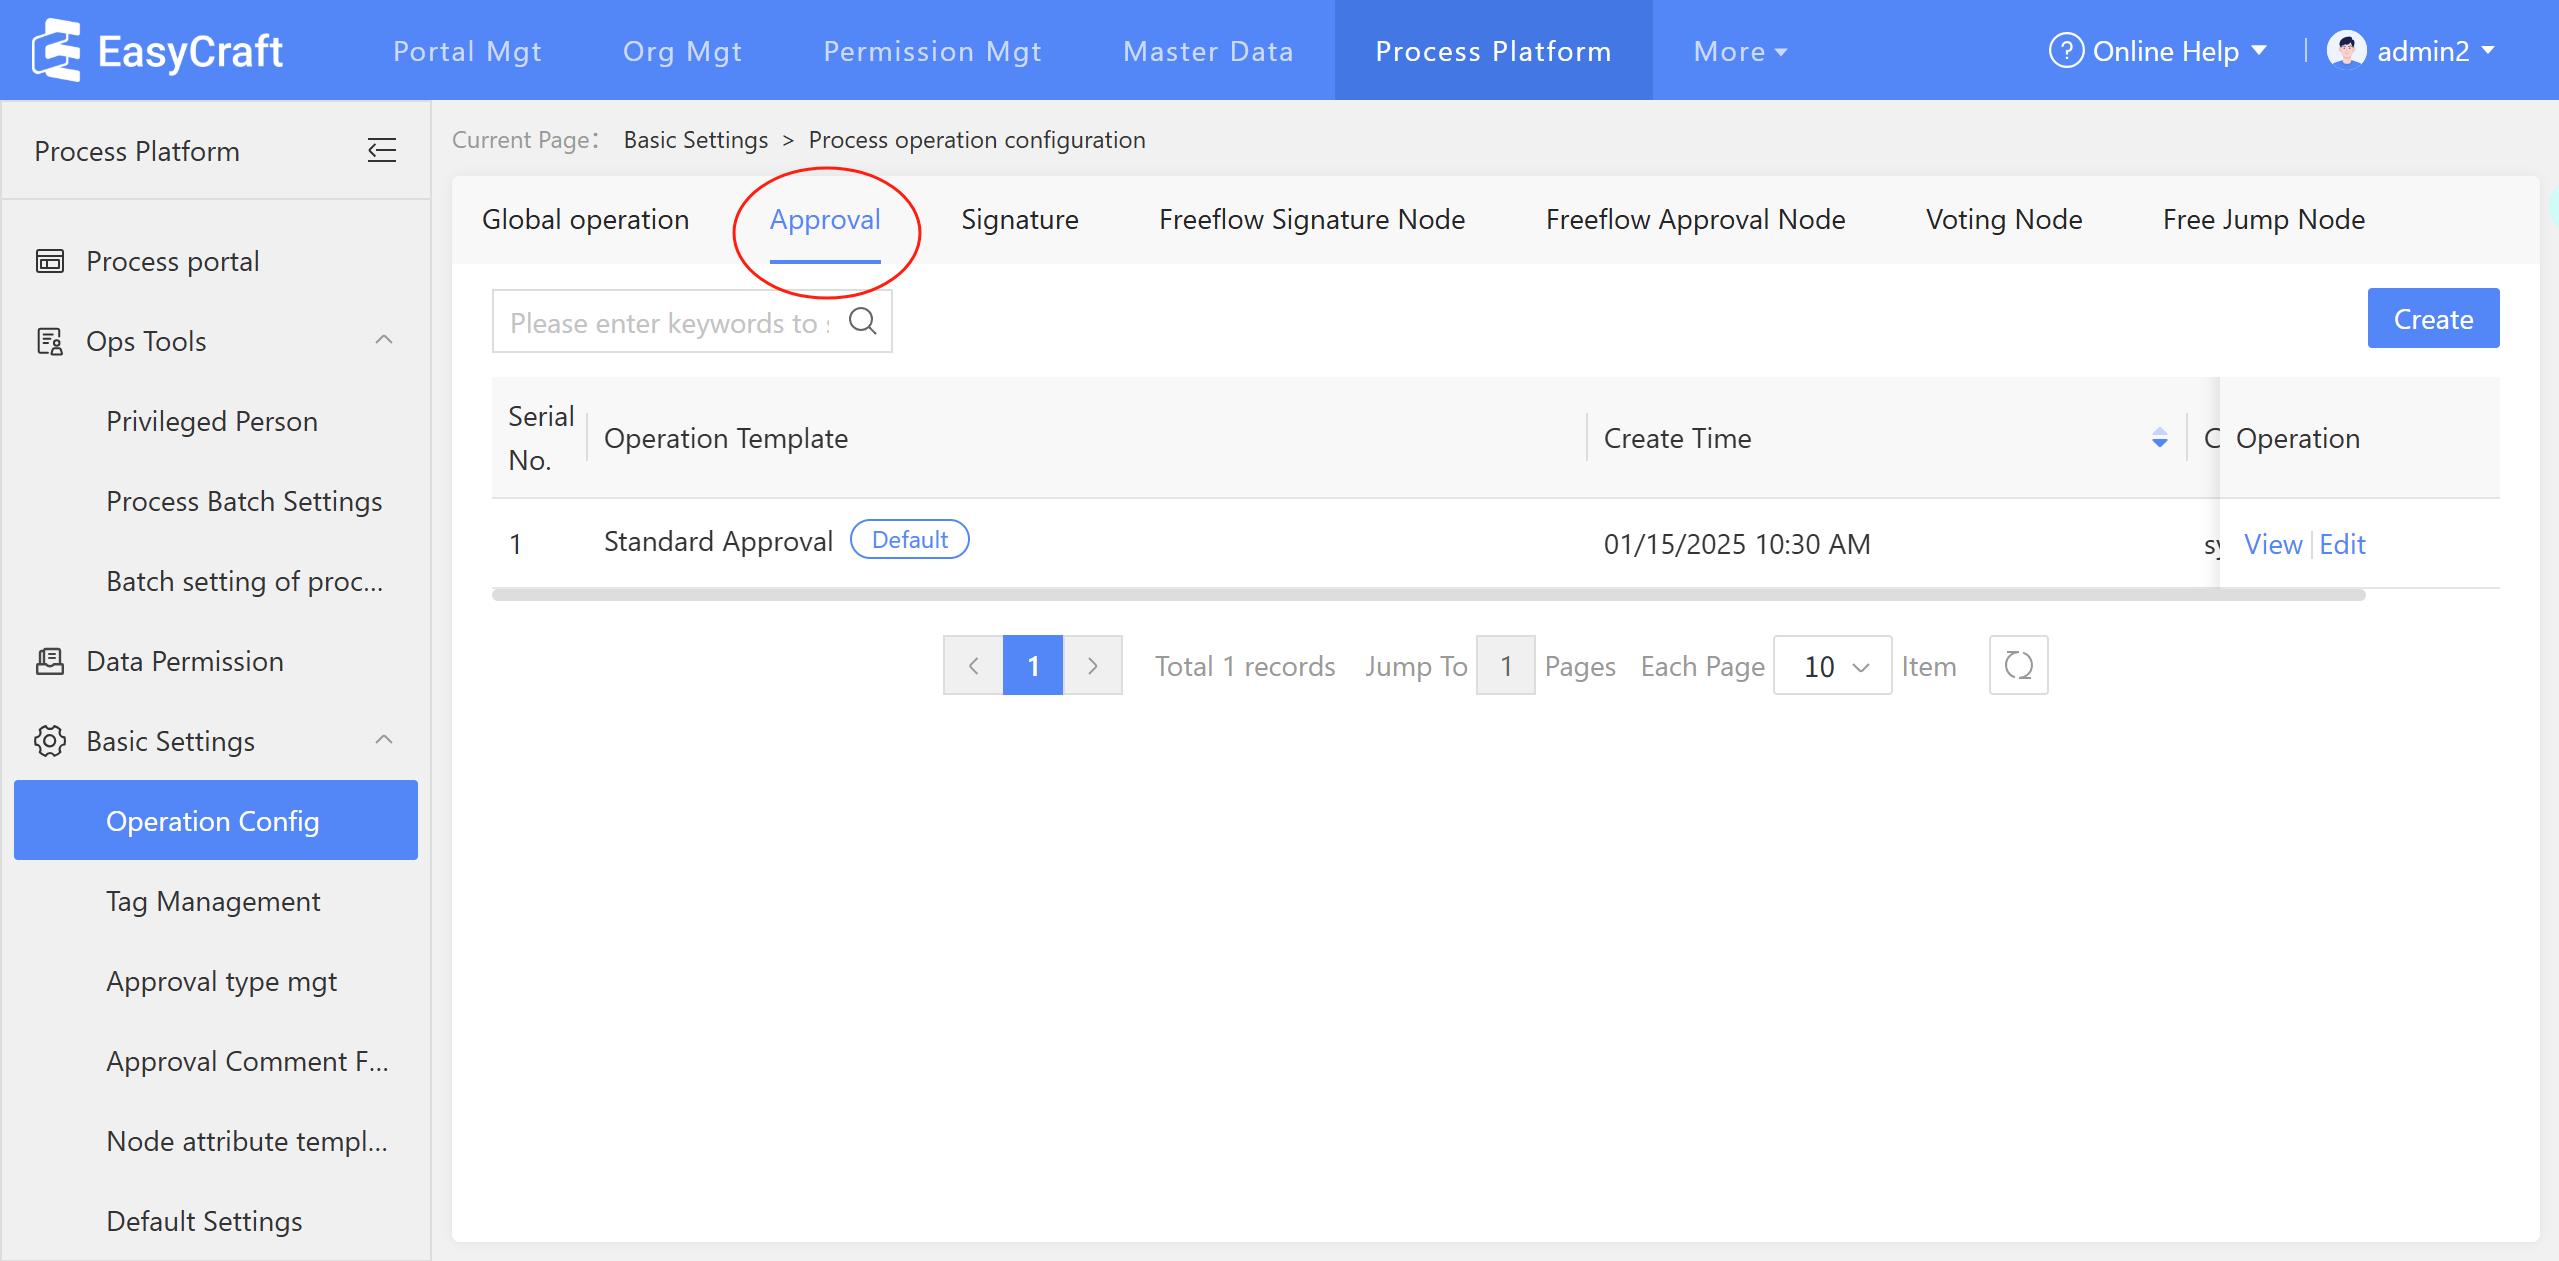 EasyCraft
Portal Mgt
Org Mgt
Permission Mgt
Master Data
Process Platform
More
Online Help
admin2
Process Platform
Process portal
Ops Tools
Privileged Person
Process Batch Settings
Batch setting of proc...
Data Permission
Basic Settings
Operation Config
Tag Management
Approval type mgt
Approval Comment F...
Node attribute templ...
Default Settings
Current Page: Basic Settings > Process operation configuration
Global operation
Approval
Signature
Freeflow Signature Node
Freeflow Approval Node
Voting Node
Free Jump Node
Please enter keywords to
Create
Serial No.
Operation Template
Create Time
C
Operation
1
Standard Approval
Default
01/15/2025 10:30 AM
sy
View
Edit
1
Total 1 records
Jump To 1 Pages
Each Page 10 Item